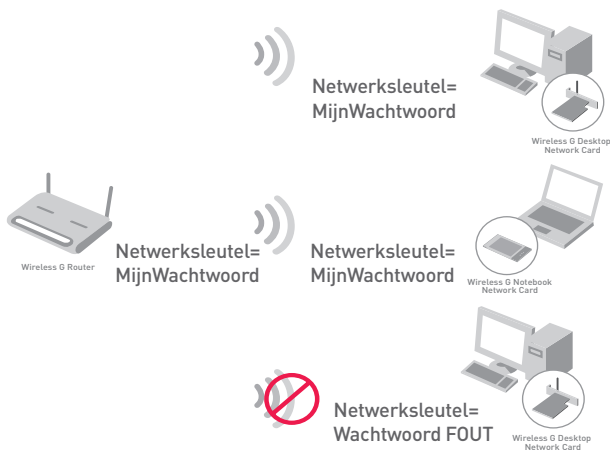 Netwerksleutel=
MijnWachtwoord
Wireless G Desktop
Network Card
Wireless G Router
Netwerksleutel=
MijnWachtwoord
Netwerksleutel=
MijnWachtwoord
Wireless G Notebook
Network Card
Netwerksleutel=
Wachtwoord FOUT
Wireless G Desktop
Network Card